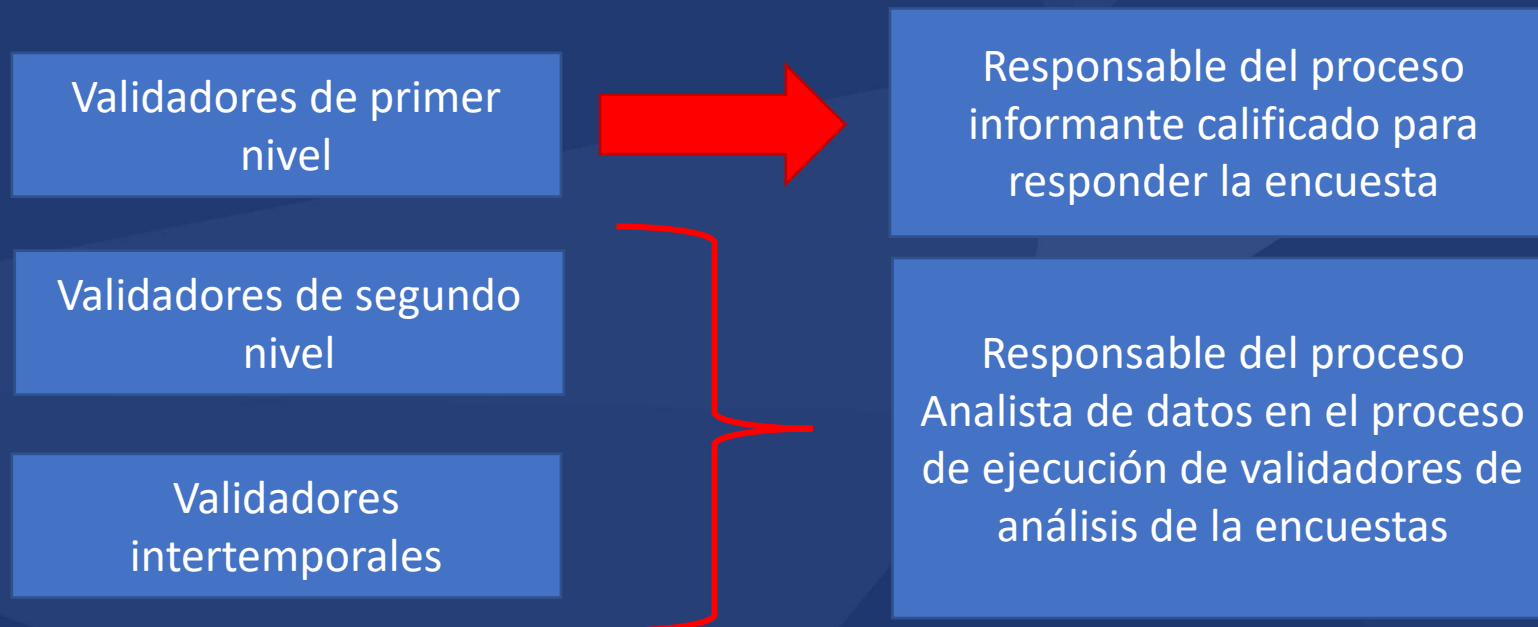 Validadores de primer
nivel
Responsable del proceso
informante calificado para
responder la encuesta
Validadores de segundo
nivel
Validadores
intertemporales
Responsable del proceso
Analista de datos en el proceso
de ejecución de validadores de
análisis de la encuestas